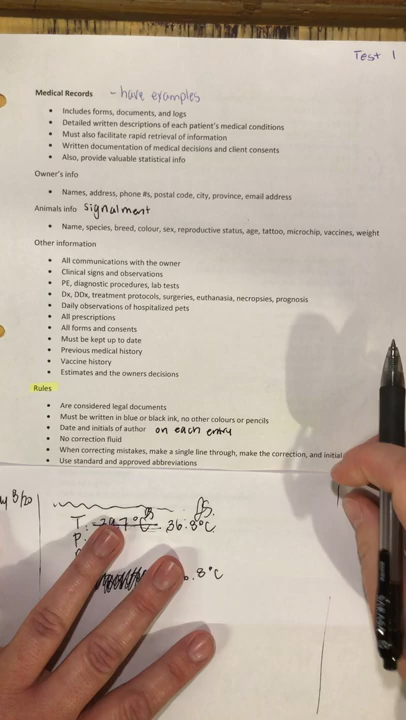 Test 1
Medical Records - have examples
• Includes forms, documents, and logs
• Detailed written descriptions of each patient's medical conditions
• Must also facilitate rapid retrieval of information
• Written documentation of medical decisions and client consents
• Also, provide valuable statistical info
Owner's info
• Names, address, phone #s, postal code, city, province, email address
Animals info signalment
• Name, species, breed, colour, sex, reproductive status, age, tattoo, microchip, vaccines, weight
Other information
• All communications with the owner
• Clinical signs and observations
• PE, diagnostic procedures, lab tests
• Dx, DDx, treatment protocols, surgeries, euthanasia, necropsies, prognosis
• Daily observations of hospitalized pets
• All prescriptions
• All forms and consents
• Must be kept up to date
• Previous medical history
• Vaccine history
• Estimates and the owners decisions
Rules
• Are considered legal documents
• Must be written in blue or black ink, no other colours or pencils
• Date and initials of author on each entry
• No correction fluid
• When correcting mistakes, make a single line through, make the correction, and initial
• Use standard and approved abbreviations
8/20
T: 36.8°C
P:
.8°C